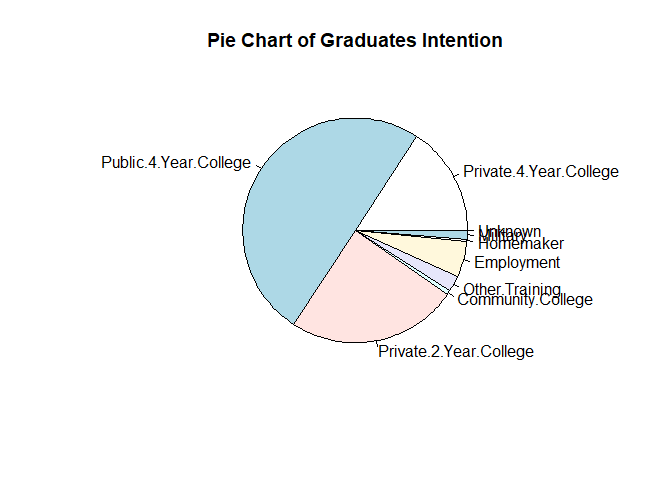 Pie Chart of Graduates Intention
Public.4.Year.College
Private.4.Year.College
Unknown
Military
Homemaker
Employment
Other.Training
Community.College
Private.2.Year.College